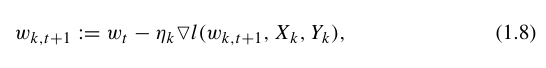 w_{k,t+1} := w_t − η_k ▽l(w_{k,t+1}, X_k, Y_k), (1.8)